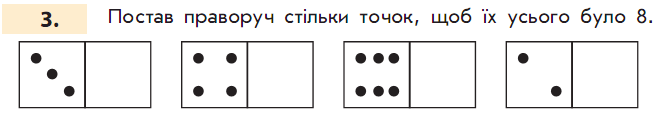 3. Постав праворуч стільки точок, щоб їх усього було 8.